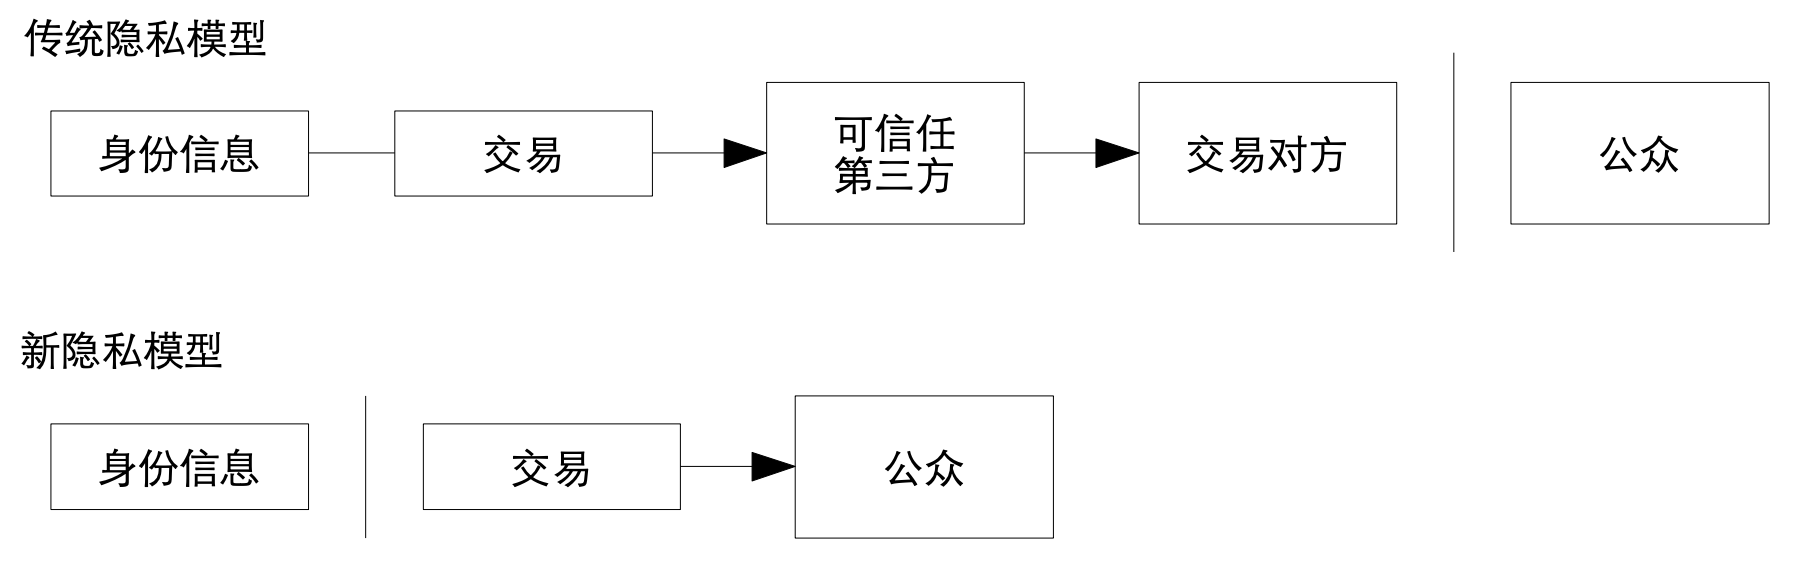 传统隐私模型
身份信息
交易
可信任
第三方
交易对方
公众
新隐私模型
身份信息
交易
公众